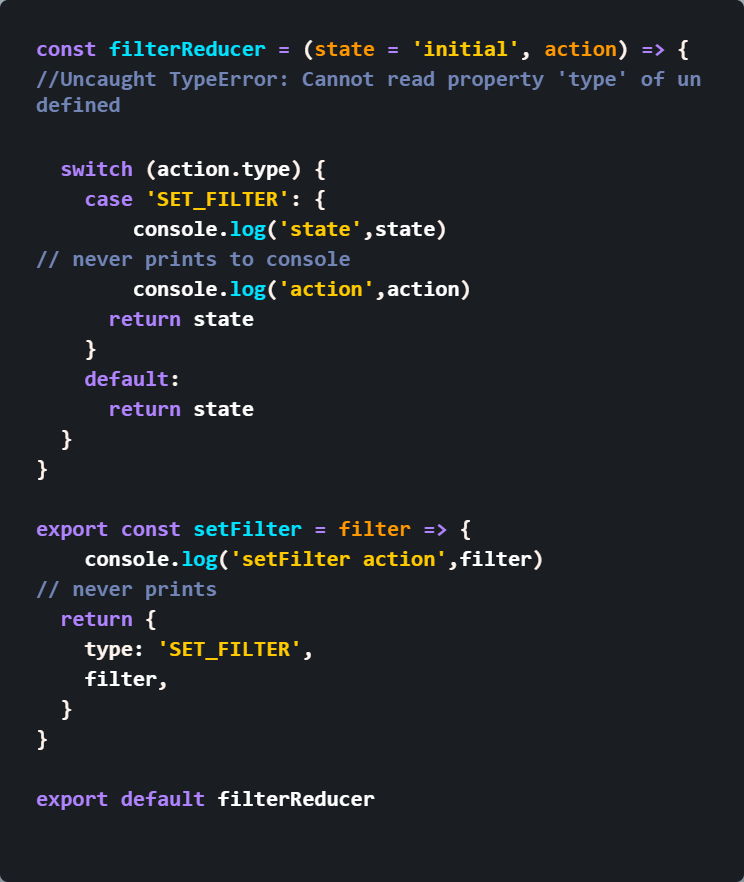 const filterReducer = (state = 'initial', action) => {
//Uncaught TypeError: Cannot read property 'type' of un
defined

  switch (action.type) {
    case 'SET_FILTER': {
        console.log('state',state)
// never prints to console
        console.log('action',action)
      return state
    }
    default:
      return state
  }
}

export const setFilter = filter => {
    console.log('setFilter action',filter)
// never prints
  return {
    type: 'SET_FILTER',
    filter,
  }
}

export default filterReducer